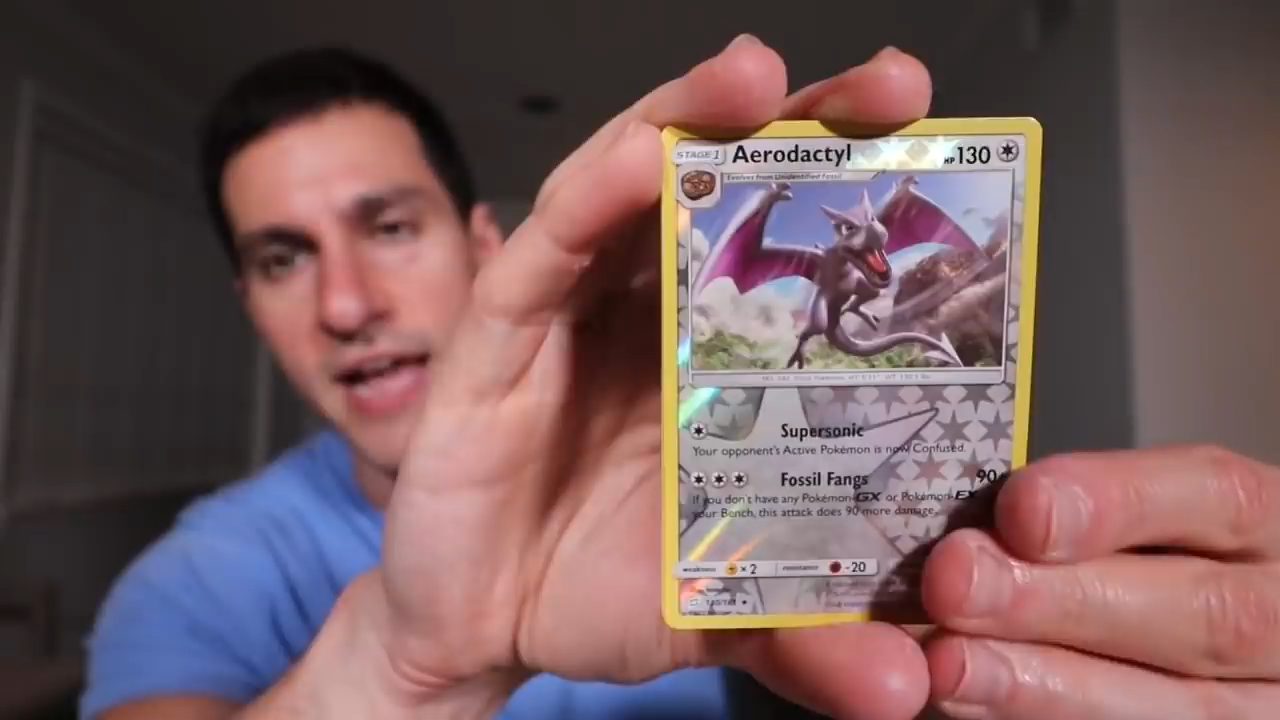 STAGE 1 Aerodactyl HP 130
Evolves from Unidentified Fossil
Supersonic
Your opponent's Active Pokémon is now Confused.
Fossil Fangs 90+
If you don't have any Pokémon-GX or Pokémon-EX
your Bench, this attack does 90 more damage.
weakness ×2 resistance -20